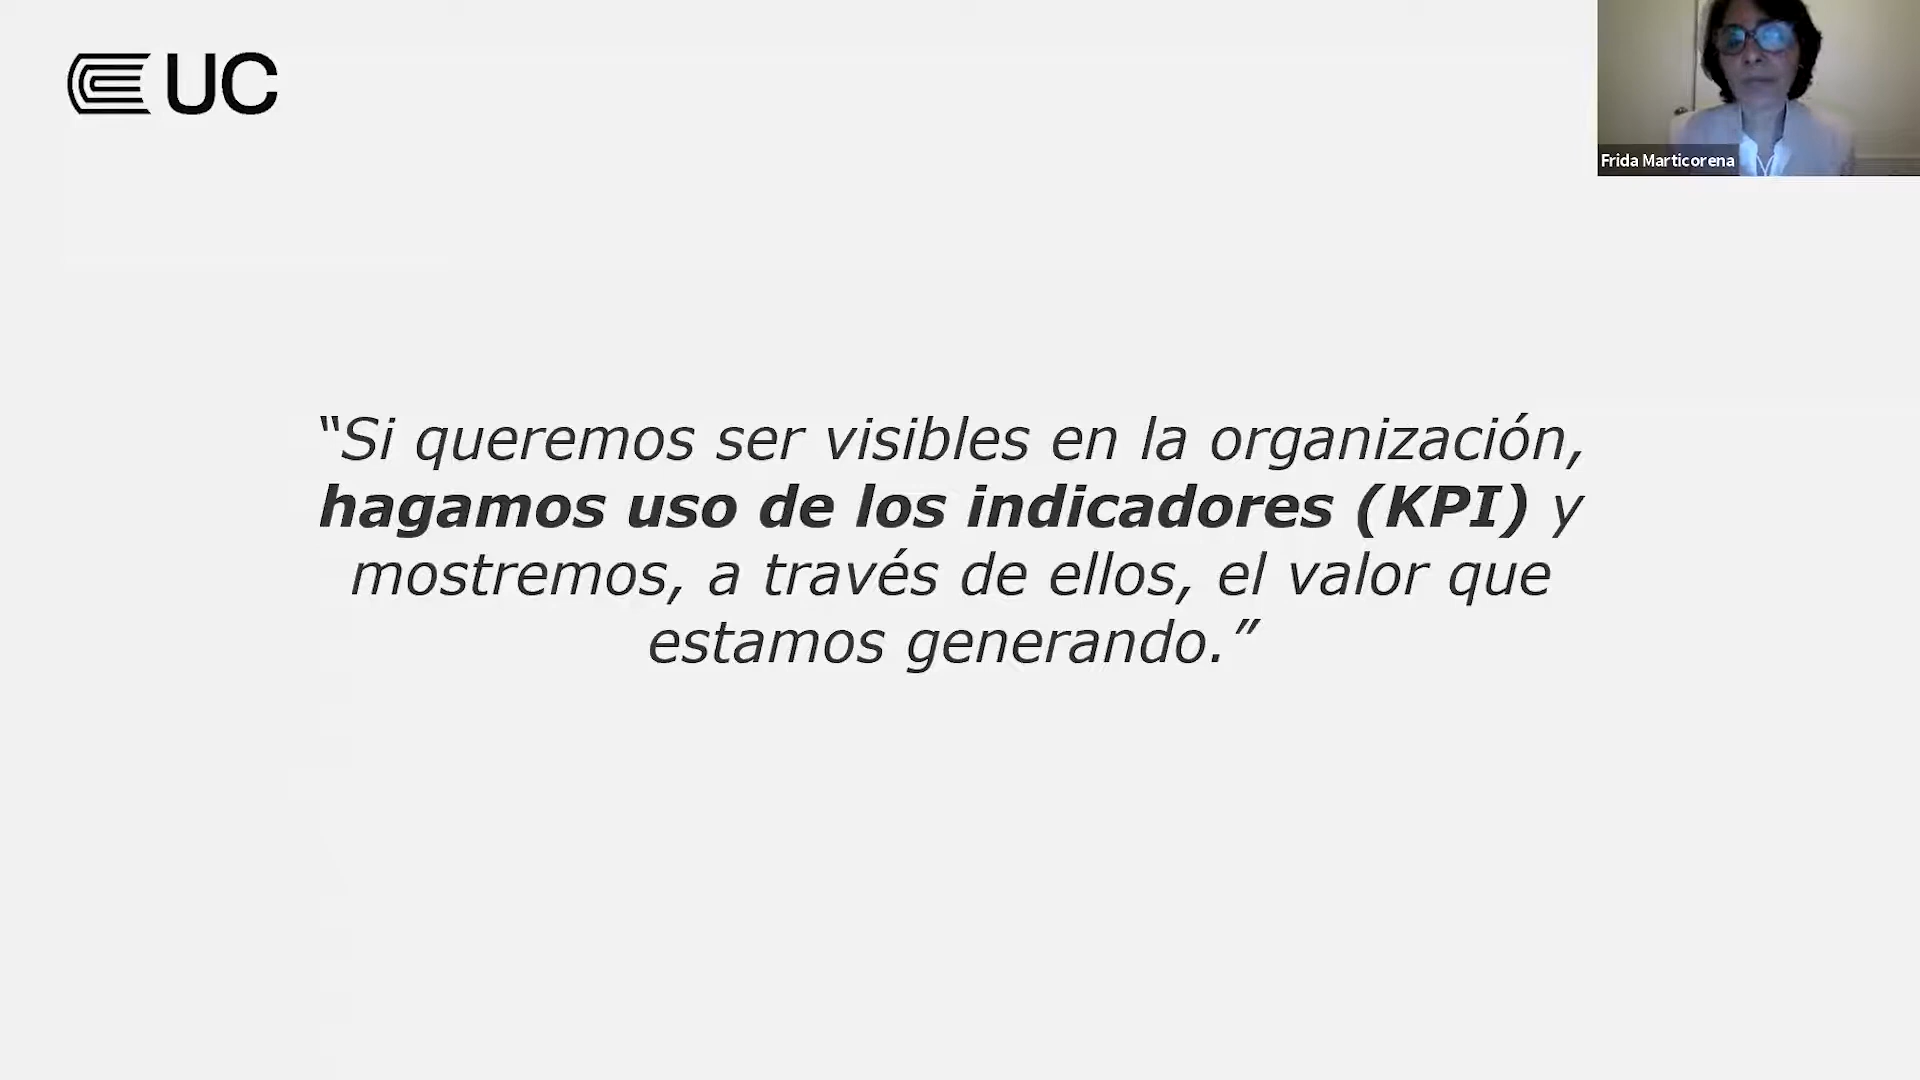 UC
Frida Marticorena
“Si queremos ser visibles en la organización,
hagamos uso de los indicadores (KPI) y
mostremos, a través de ellos, el valor que
estamos generando.”